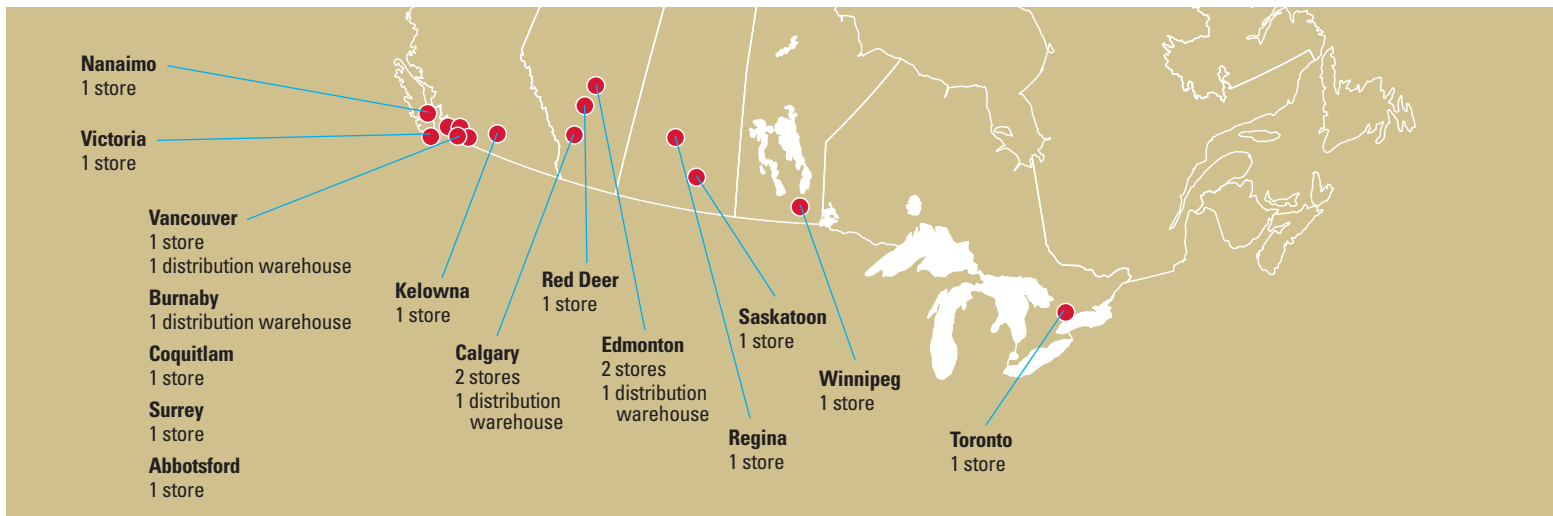 Nanaimo
1 store
Victoria
1 store
Vancouver
1 store
1 distribution warehouse
Burnaby
1 distribution warehouse
Coquitlam
1 store
Surrey
1 store
Abbotsford
1 store
Kelowna
1 store
Calgary
2 stores
1 distribution
warehouse
Red Deer
1 store
Edmonton
2 stores
1 distribution
warehouse
Regina
1 store
Saskatoon
1 store
Winnipeg
1 store
Toronto
1 store